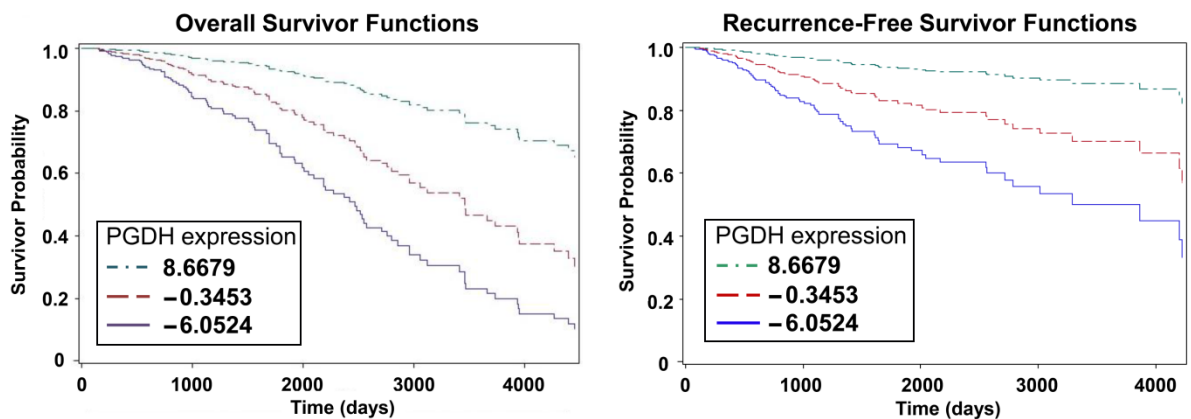 Overall Survivor Functions
Survivor Probability
1.0
0.8
0.6
0.4
0.2
0
PGDH expression
8.6679
−0.3453
−6.0524
0 1000 2000 3000 4000
Time (days)
Recurrence-Free Survivor Functions
Survivor Probability
1.0
0.8
0.6
0.4
0.2
0
PGDH expression
8.6679
−0.3453
−6.0524
0 1000 2000 3000 4000
Time (days)